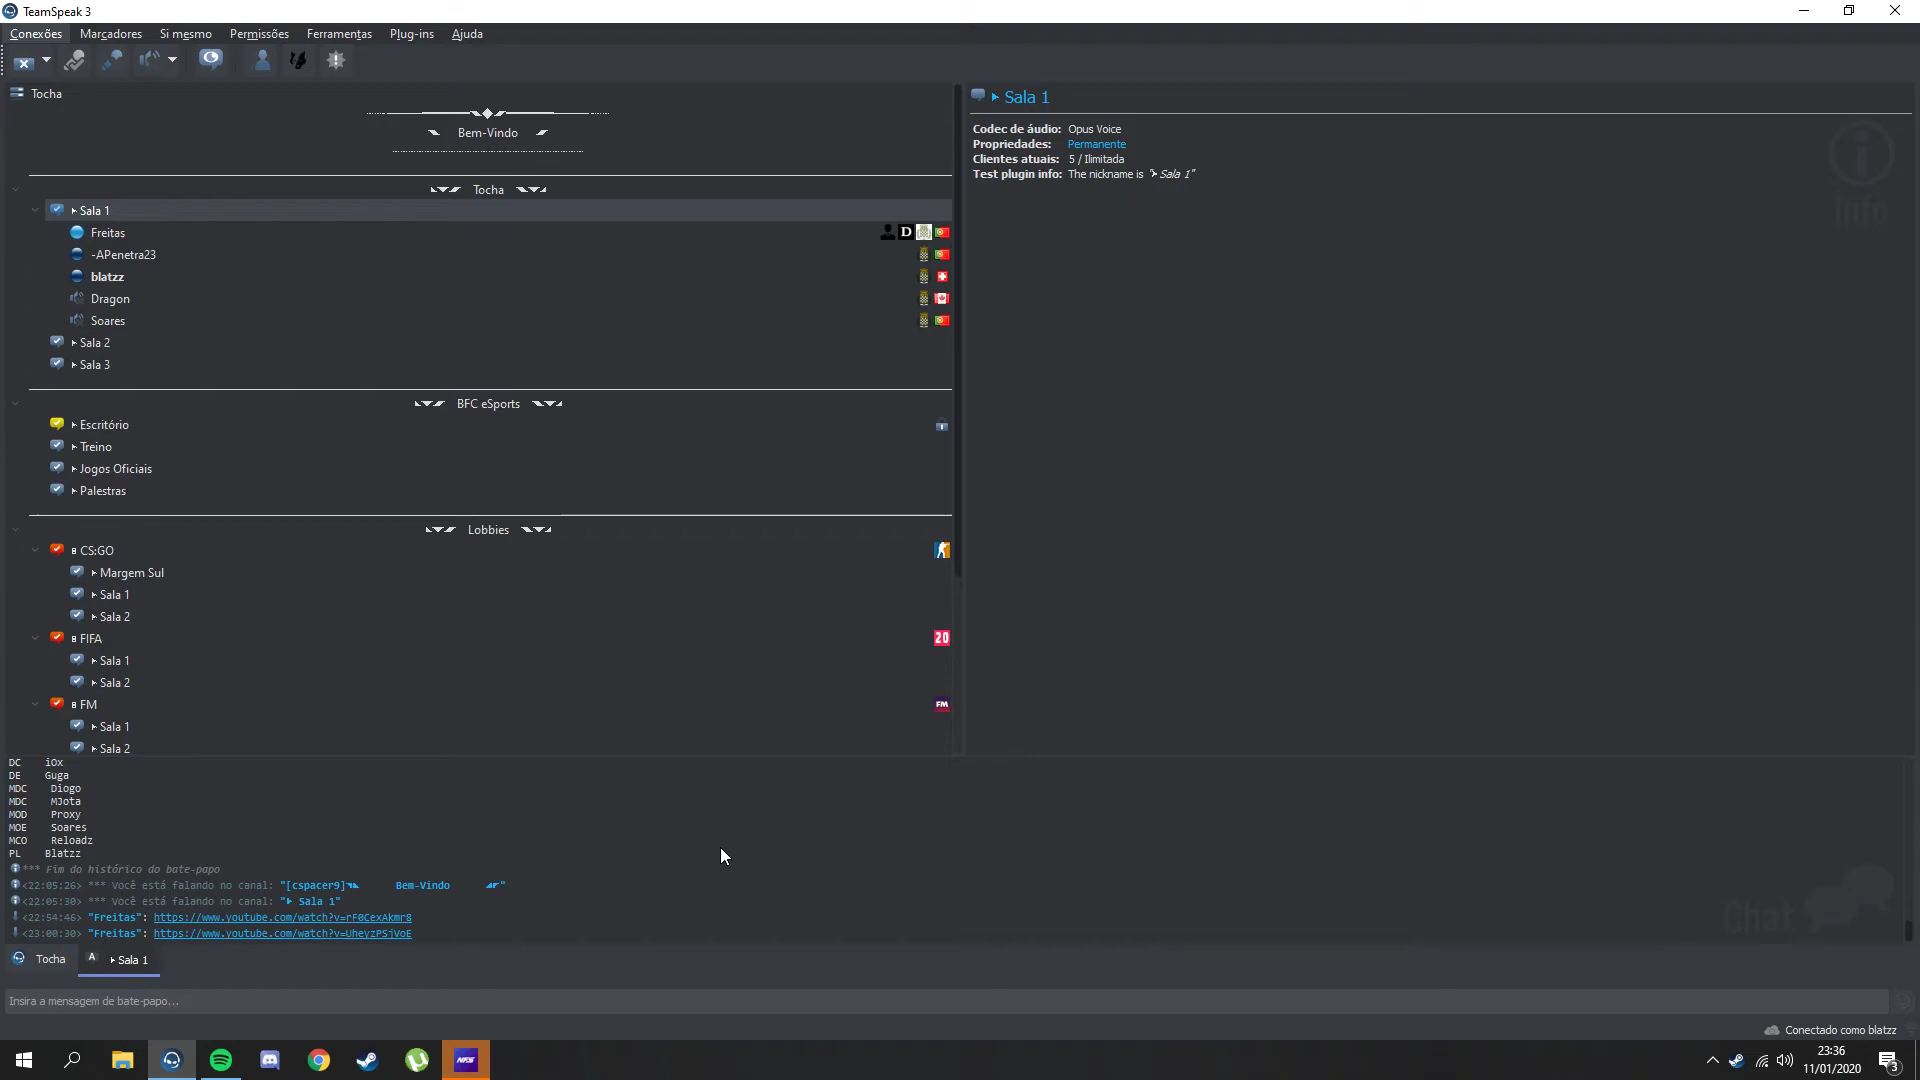 TeamSpeak 3
Conexões Marcadores Si mesmo Permissões Ferramentas Plug-ins Ajuda
Tocha
Bem-Vindo
Tocha
Sala 1
Freitas
D
-APenetra23
blatzz
Dragon
Soares
Sala 2
Sala 3
BFC eSports
Escritório
Treino
Jogos Oficiais
Palestras
Lobbies
CS:GO
Margem Sul
Sala 1
Sala 2
FIFA
20
Sala 1
Sala 2
FM
FM
Sala 1
Sala 2
Sala 1
Codec de áudio: Opus Voice
Propriedades: Permanente
Clientes atuais: 5 / Ilimitada
Test plugin info: The nickname is "Sala 1"
Info
DC iOx
DE Guga
MDC Diogo
MDC MJota
MOD Proxy
MOE Soares
MCO Reloadz
PL Blatzz
*** Fim do histórico do bate-papo
<22:05:26> *** Você está falando no canal: "[cspacer9] Bem-Vindo "
<22:05:30> *** Você está falando no canal: "Sala 1"
<22:54:46> "Freitas": https://www.youtube.com/watch?v=rF0CexAkmr8
<23:00:30> "Freitas": https://www.youtube.com/watch?v=UheyzPSjVoE
Chat
Tocha A Sala 1
Insira a mensagem de bate-papo...
Conectado como blatzz
NFS
23:36
11/01/2020
3